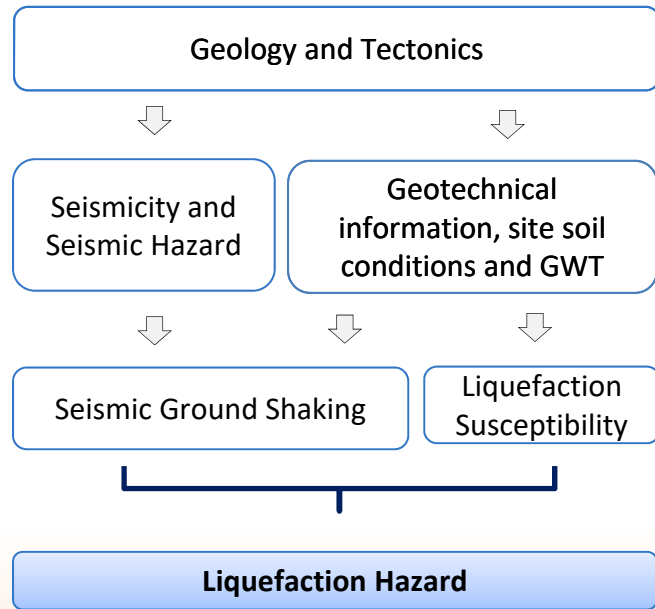 Geology and Tectonics
Seismicity and
Seismic Hazard
Geotechnical
information, site soil
conditions and GWT
Seismic Ground Shaking
Liquefaction
Susceptibility
Liquefaction Hazard